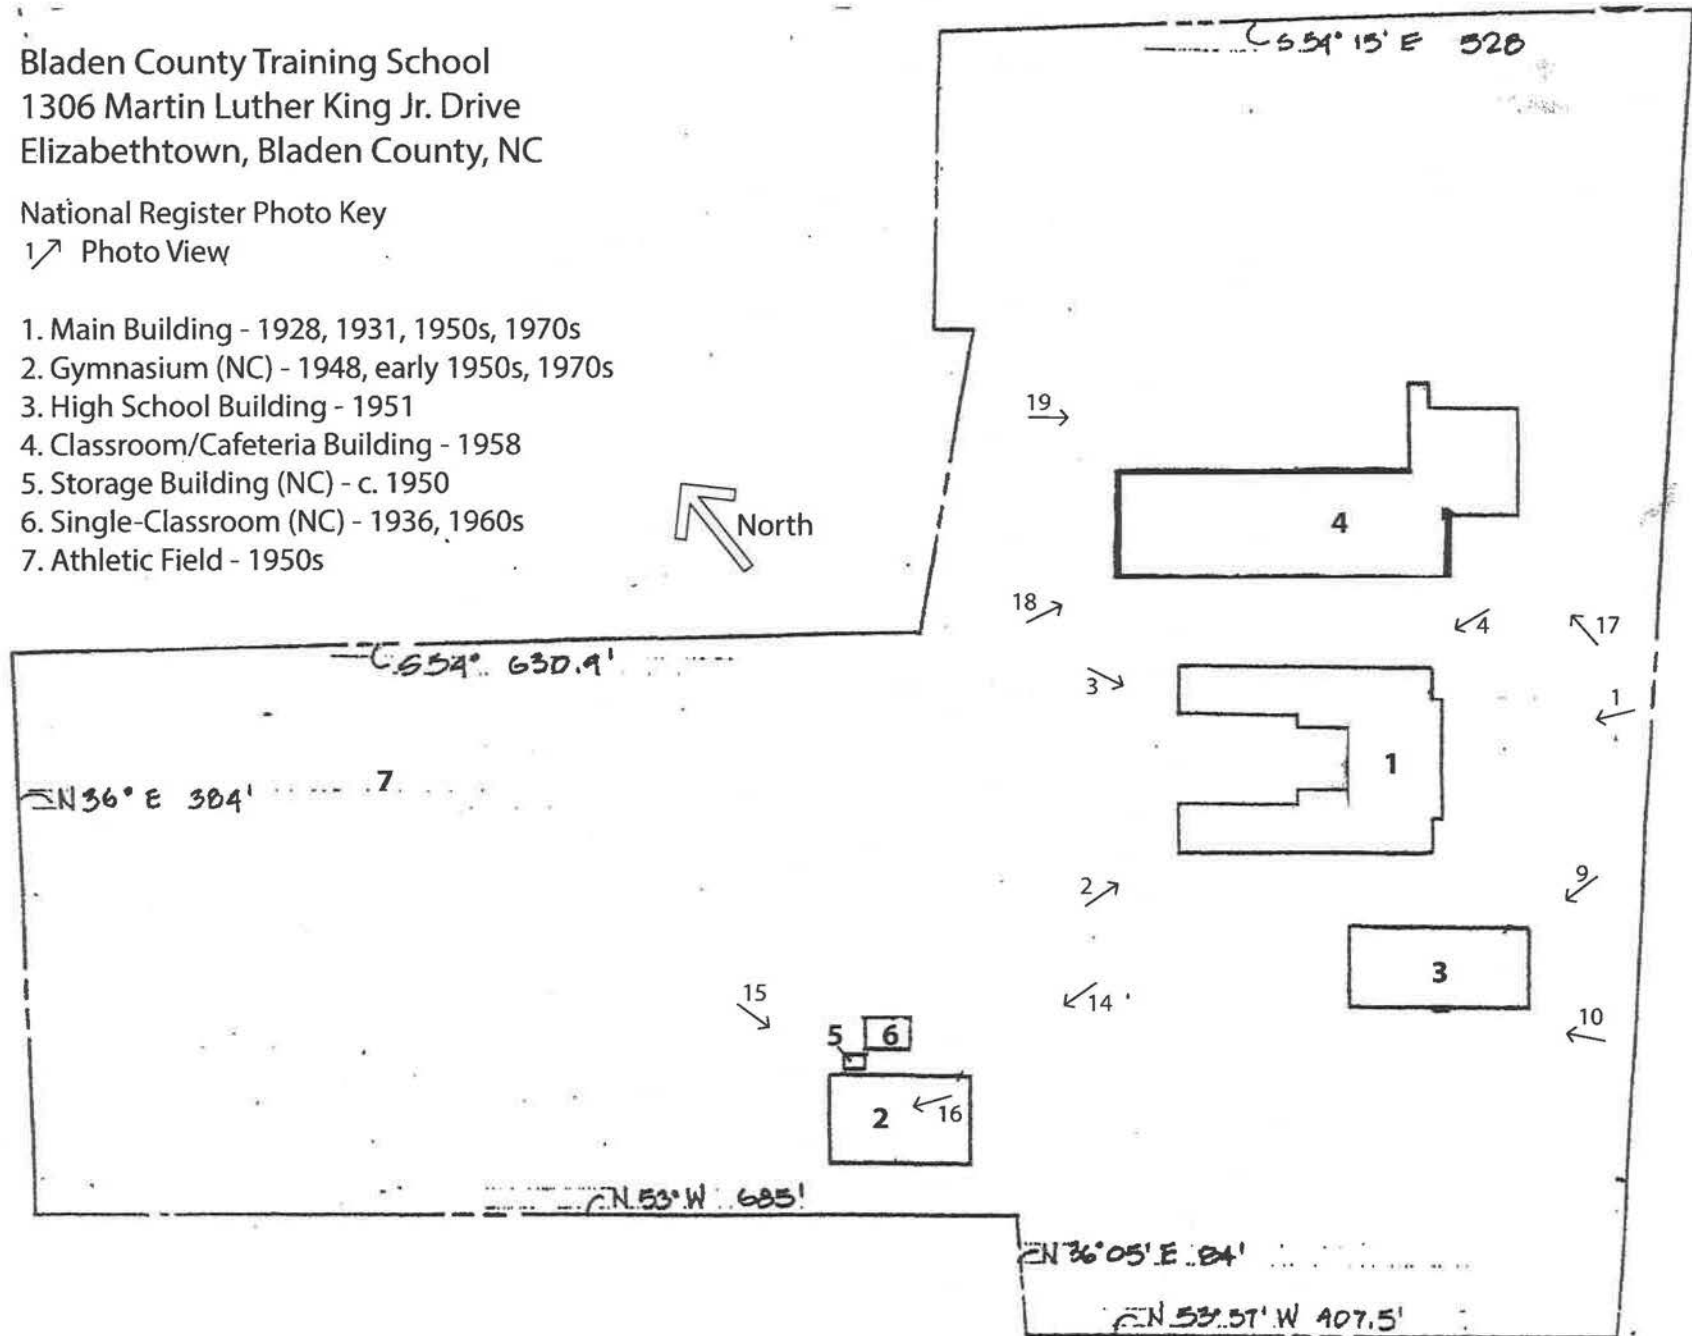 Bladen County Training School
1306 Martin Luther King Jr. Drive
Elizabethtown, Bladen County, NC
National Register Photo Key
1 Photo View
1. Main Building - 1928, 1931, 1950s, 1970s
2. Gymnasium (NC) - 1948, early 1950s, 1970s
3. High School Building - 1951
4. Classroom/Cafeteria Building - 1958
5. Storage Building (NC) - c. 1950
6. Single-Classroom (NC) - 1936, 1960s
7. Athletic Field - 1950s
North
S 54° 15' E 528
19
4
18
4
17
S 54° 630.9'
3
1
1
7
N 36° E 384'
2
9
3
15
14
10
5
6
2
16
N 53° W 685'
N 36° 05' E 84'
N 53° 37' W 407.5'